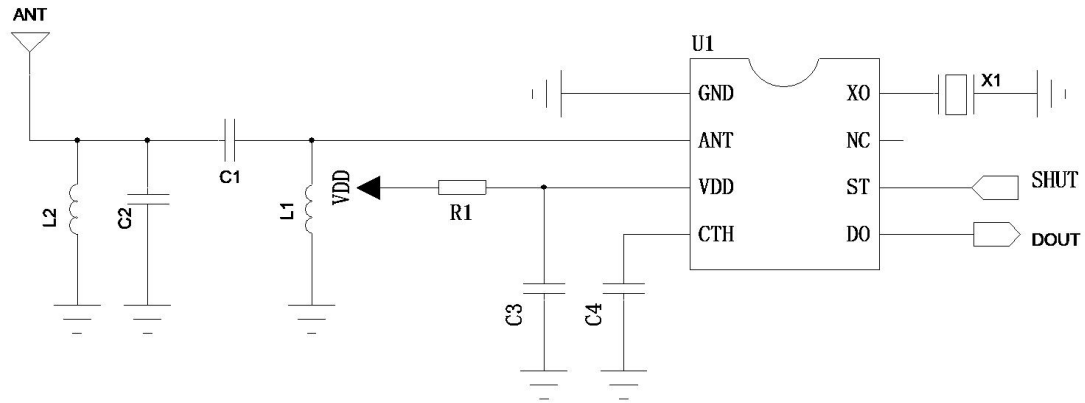 ANT
U1
GND
XO
X1
ANT
NC
C1
VDD
R1
VDD
ST
SHUT
L2
C2
L1
CTH
DO
DOUT
C3
C4